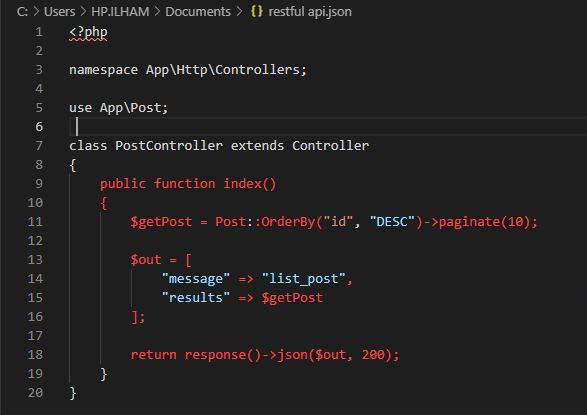 C: > Users > HP.ILHAM > Documents > {} restful api.json
1 <?php
2
3 namespace App\Http\Controllers;
4
5 use App\Post;
6
7 class PostController extends Controller
8 {
9     public function index()
10     {
11         $getPost = Post::OrderBy("id", "DESC")->paginate(10);
12
13         $out = [
14             "message" => "list_post",
15             "results" => $getPost
16         ];
17
18         return response()->json($out, 200);
19     }
20 }